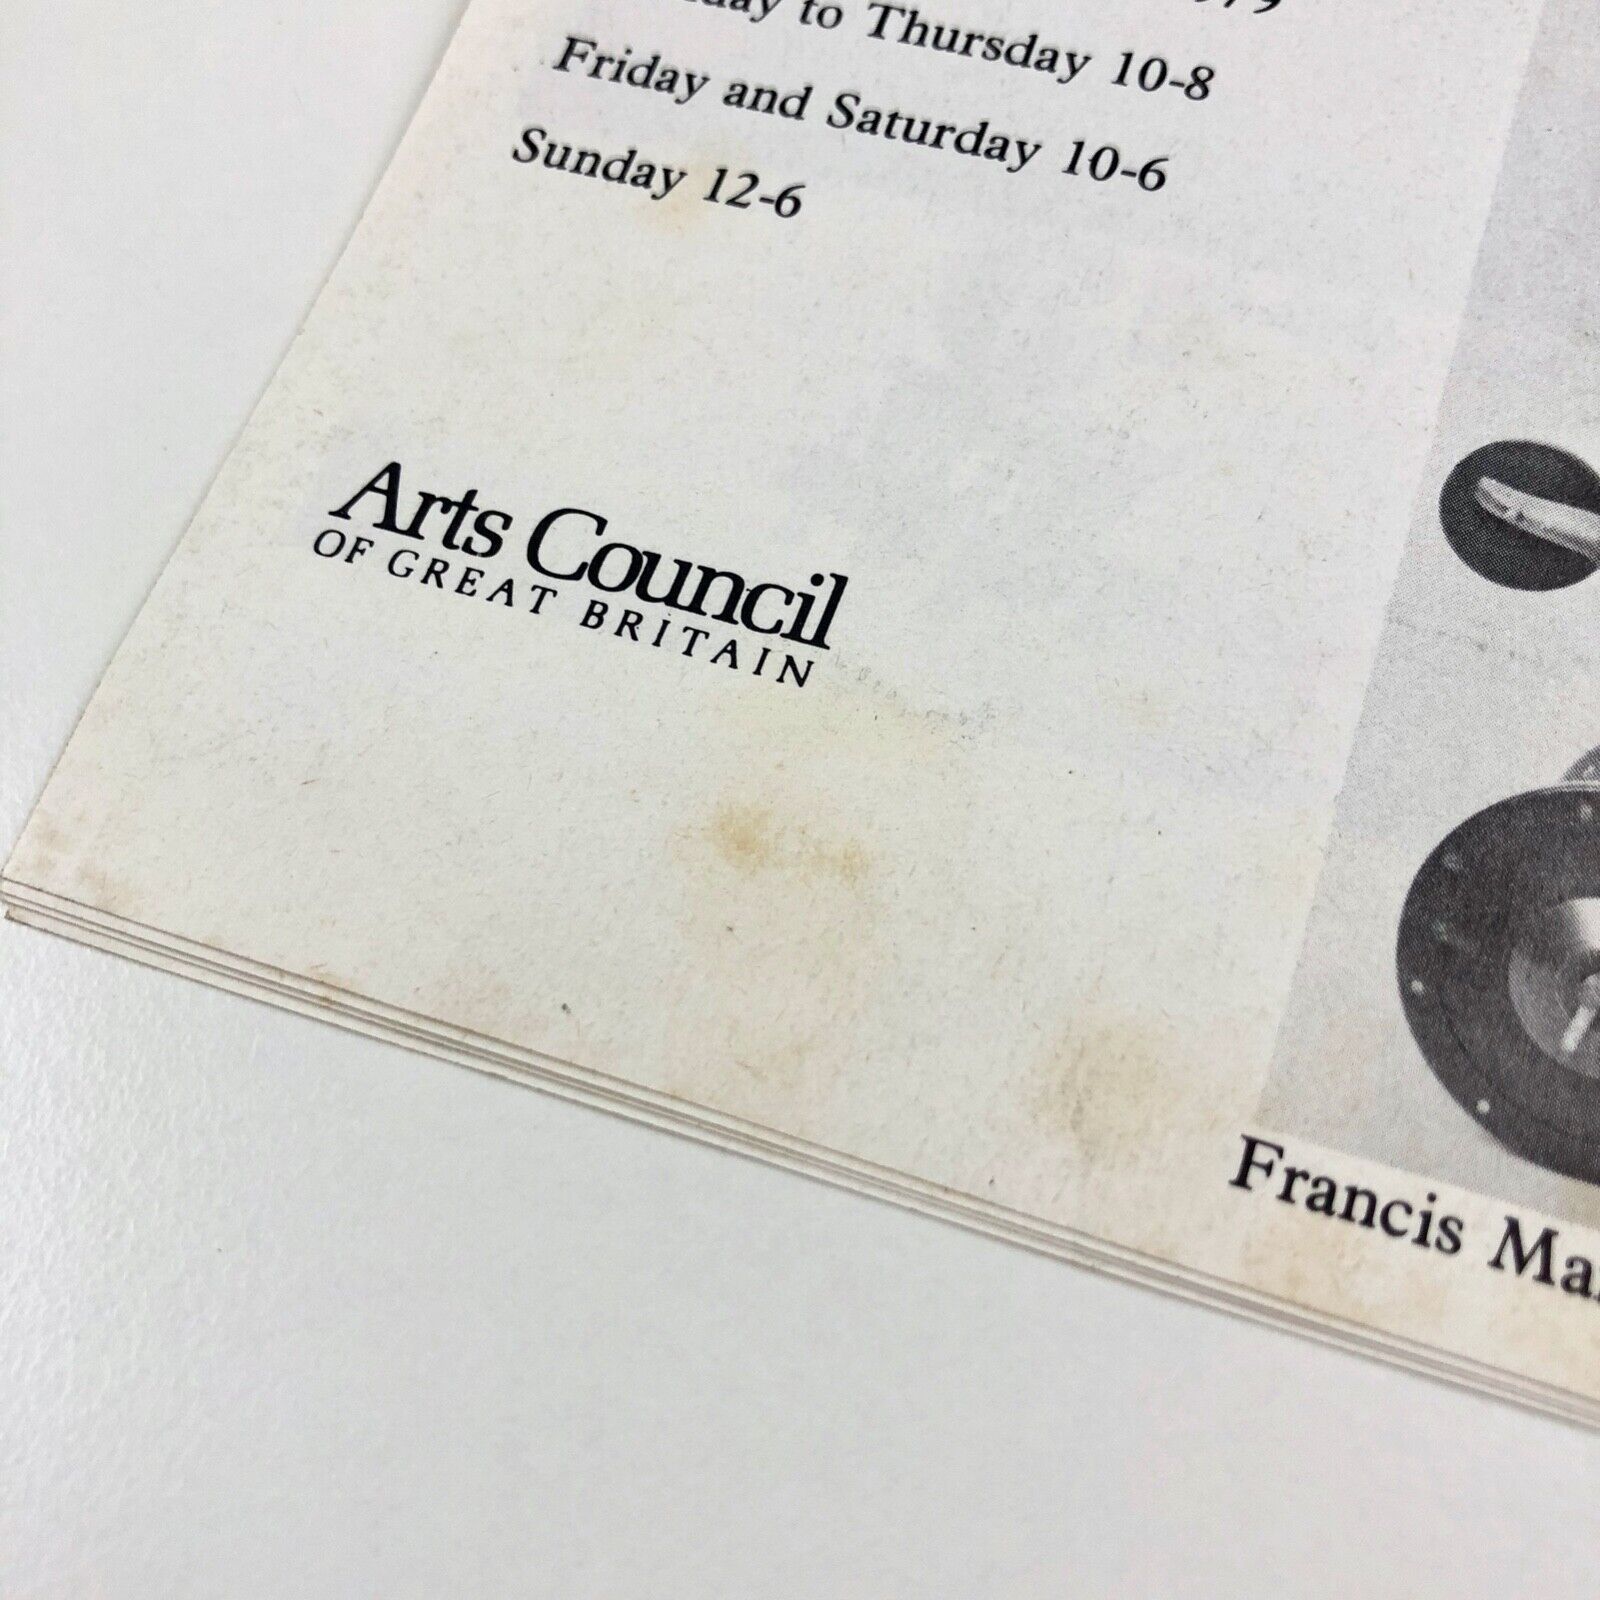 to Thursday 10-8
Friday and Saturday 10-6
Sunday 12-6
Arts Council
OF GREAT BRITAIN
Francis